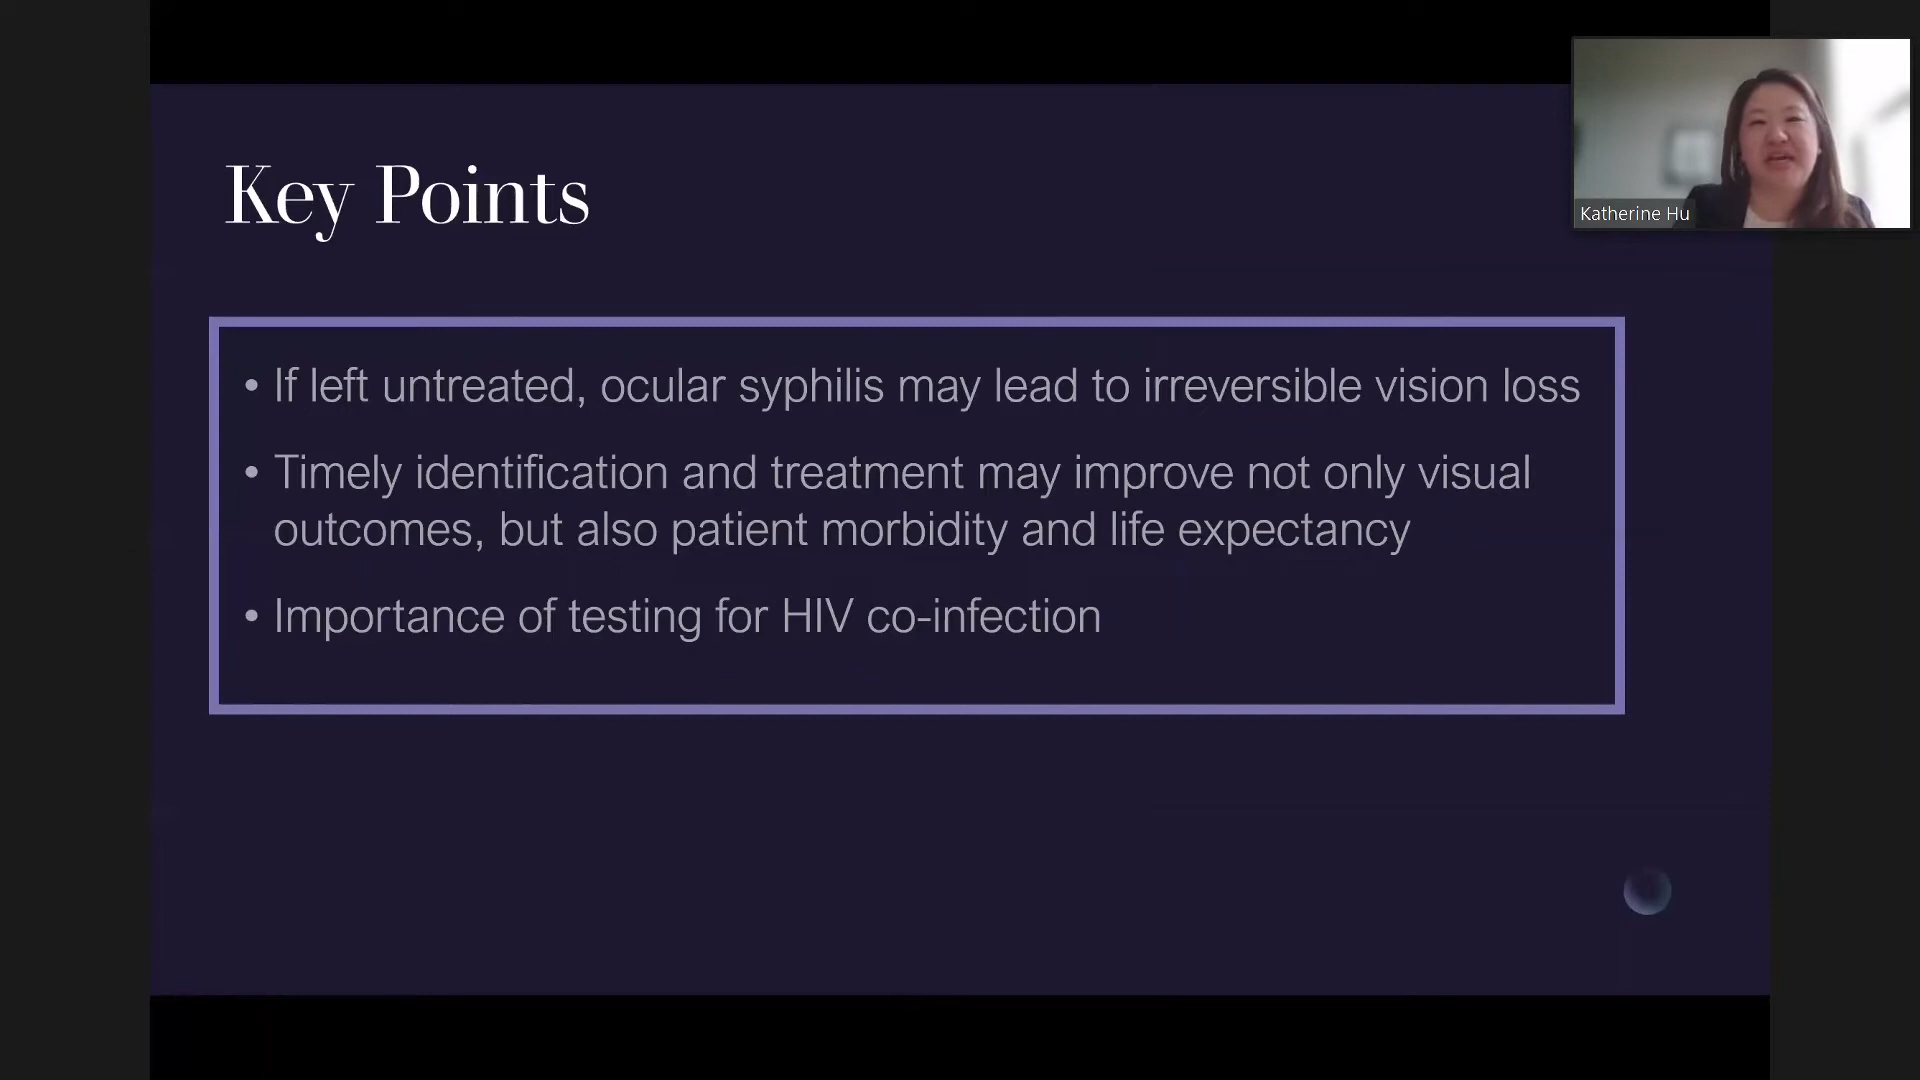 Key Points
• If left untreated, ocular syphilis may lead to irreversible vision loss
• Timely identification and treatment may improve not only visual
outcomes, but also patient morbidity and life expectancy
• Importance of testing for HIV co-infection
Katherine Hu